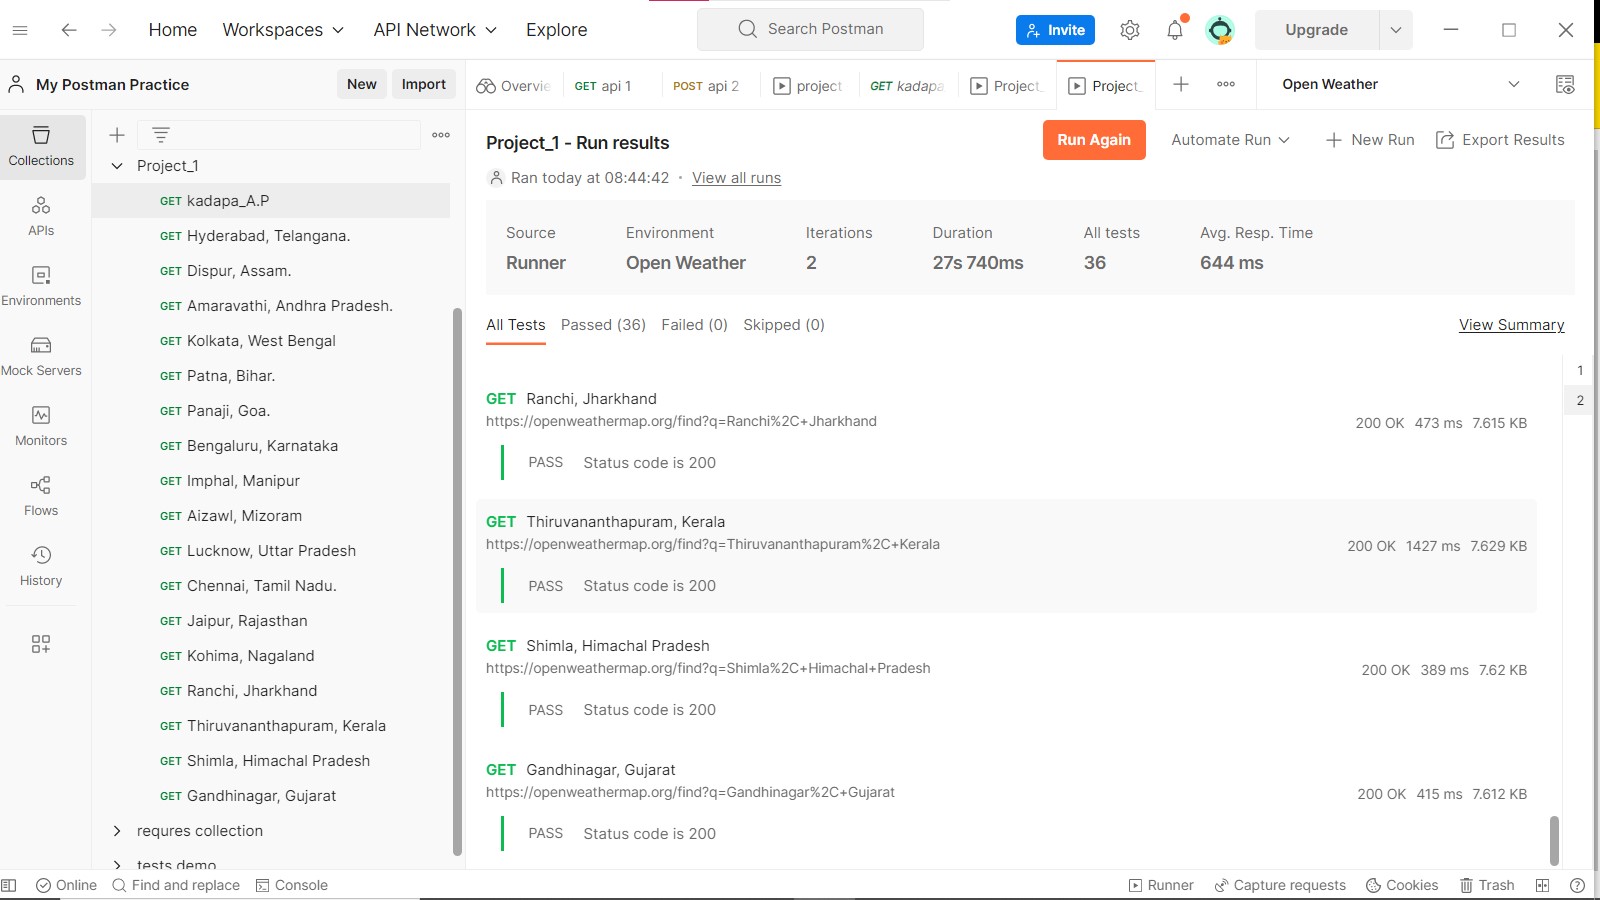 Home Workspaces API Network Explore Search Postman Invite Upgrade
My Postman Practice New Import Overvie GET api 1 POST api 2 project GET kadapa Project_ Project_ Open Weather
Collections
APIs
Environments
Mock Servers
Monitors
Flows
History
Project_1
GET kadapa_A.P
GET Hyderabad, Telangana.
GET Dispur, Assam.
GET Amaravathi, Andhra Pradesh.
GET Kolkata, West Bengal
GET Patna, Bihar.
GET Panaji, Goa.
GET Bengaluru, Karnataka
GET Imphal, Manipur
GET Aizawl, Mizoram
GET Lucknow, Uttar Pradesh
GET Chennai, Tamil Nadu.
GET Jaipur, Rajasthan
GET Kohima, Nagaland
GET Ranchi, Jharkhand
GET Thiruvananthapuram, Kerala
GET Shimla, Himachal Pradesh
GET Gandhinagar, Gujarat
requres collection
tests demo
Project_1 - Run results Run Again Automate Run New Run Export Results
Ran today at 08:44:42 · View all runs
Source Environment Iterations Duration All tests Avg. Resp. Time
Runner Open Weather 2 27s 740ms 36 644 ms
All Tests Passed (36) Failed (0) Skipped (0) View Summary
1
2
GET Ranchi, Jharkhand
https://openweathermap.org/find?q=Ranchi%2C+Jharkhand 200 OK 473 ms 7.615 KB
PASS Status code is 200
GET Thiruvananthapuram, Kerala
https://openweathermap.org/find?q=Thiruvananthapuram%2C+Kerala 200 OK 1427 ms 7.629 KB
PASS Status code is 200
GET Shimla, Himachal Pradesh
https://openweathermap.org/find?q=Shimla%2C+Himachal+Pradesh 200 OK 389 ms 7.62 KB
PASS Status code is 200
GET Gandhinagar, Gujarat
https://openweathermap.org/find?q=Gandhinagar%2C+Gujarat 200 OK 415 ms 7.612 KB
PASS Status code is 200
Online Find and replace Console Runner Capture requests Cookies Trash